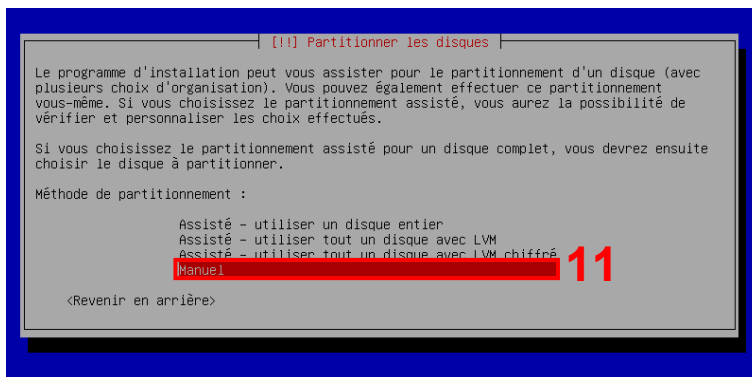 [!!] Partitionner les disques
Le programme d'installation peut vous assister pour le partitionnement d'un disque (avec
plusieurs choix d'organisation). Vous pouvez également effectuer ce partitionnement
vous-même. Si vous choisissez le partitionnement assisté, vous aurez la possibilité de
vérifier et personnaliser les choix effectués.
Si vous choisissez le partitionnement assisté pour un disque complet, vous devrez ensuite
choisir le disque à partitionner.
Méthode de partitionnement :
Assisté - utiliser un disque entier
Assisté - utiliser tout un disque avec LVM
Assisté - utiliser tout un disque avec LVM chiffré
Manuel 11
<Revenir en arrière>